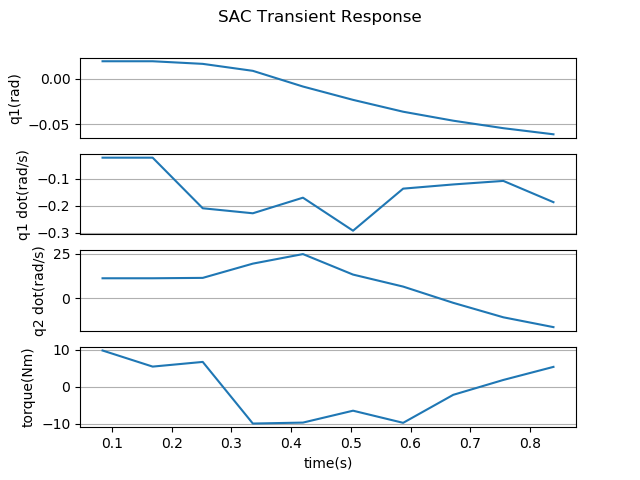 SAC Transient Response
q1(rad)
0.00
−0.05
q1 dot(rad/s)
−0.1
−0.2
−0.3
q2 dot(rad/s)
25
0
torque(Nm)
10
0
−10
0.1 0.2 0.3 0.4 0.5 0.6 0.7 0.8
time(s)